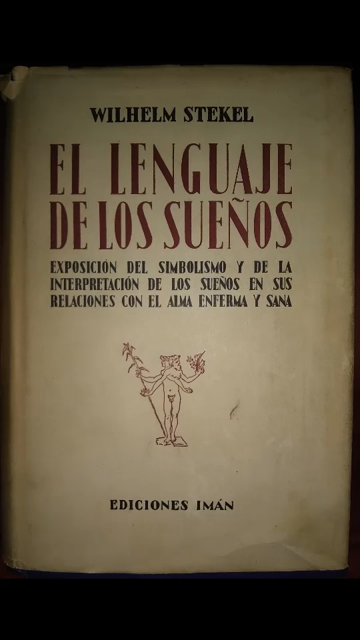 WILHELM STEKEL
EL LENGUAJE
DE LOS SUEÑOS
EXPOSICIÓN DEL SIMBOLISMO Y DE LA
INTERPRETACIÓN DE LOS SUEÑOS EN SUS
RELACIONES CON EL ALMA ENFERMA Y SANA
EDICIONES IMÁN